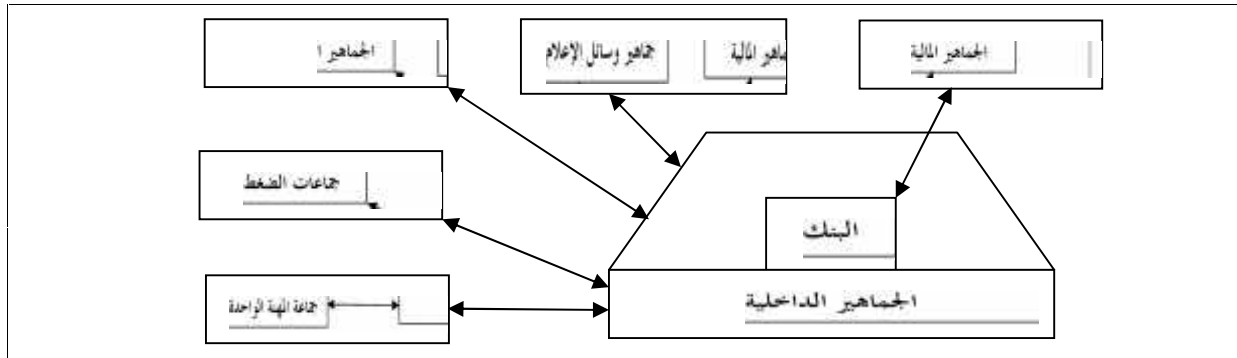 الجماهير المالية
جماهير وسائل الإعلام
الجماهير ا
جماعات الضغط
البنك
الجماهير الداخلية
جماعة المهنة الواحدة